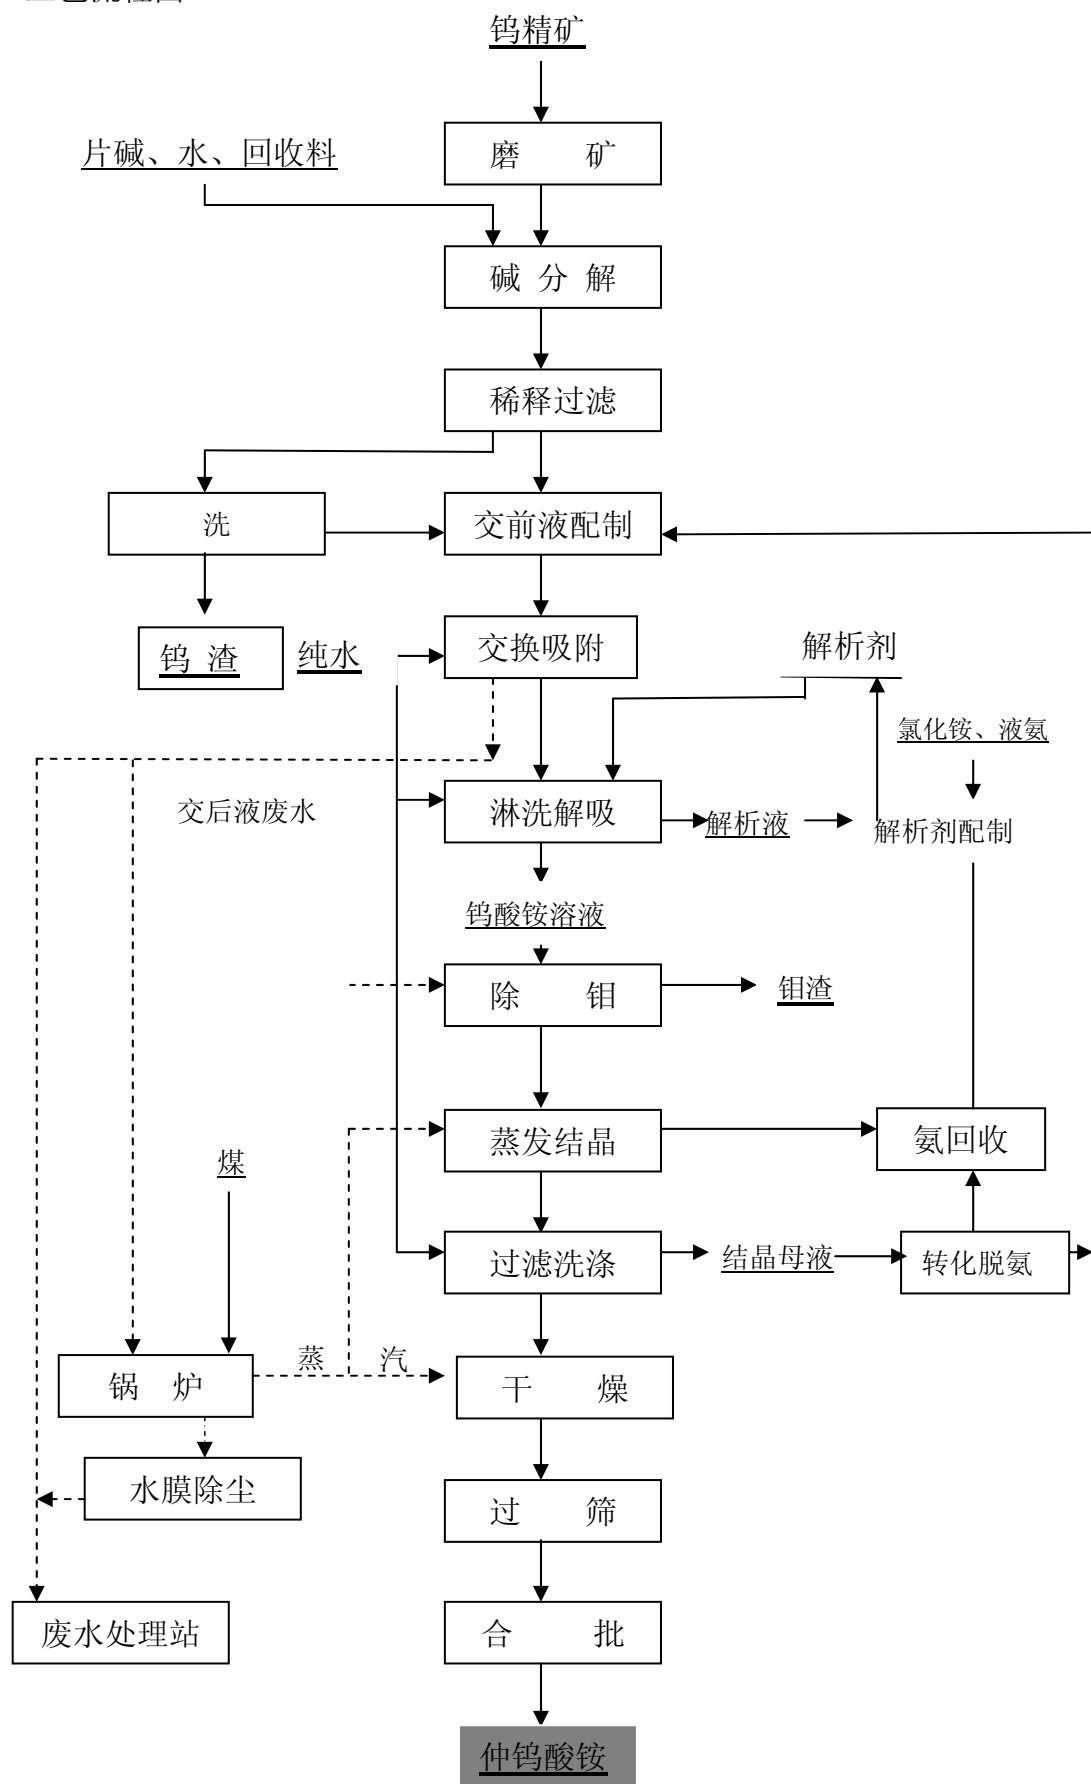 钨精矿
片碱、水、回收料
磨 矿
碱 分 解
稀释过滤
洗
交前液配制
钨 渣
纯水
交换吸附
解析剂
氯化铵、液氨
交后液废水
淋洗解吸
解析液
解析剂配制
钨酸铵溶液
除 钼
钼渣
蒸发结晶
氨回收
煤
过滤洗涤
结晶母液
转化脱氨
蒸 汽
锅 炉
干 燥
水膜除尘
过 筛
废水处理站
合 批
仲钨酸铵